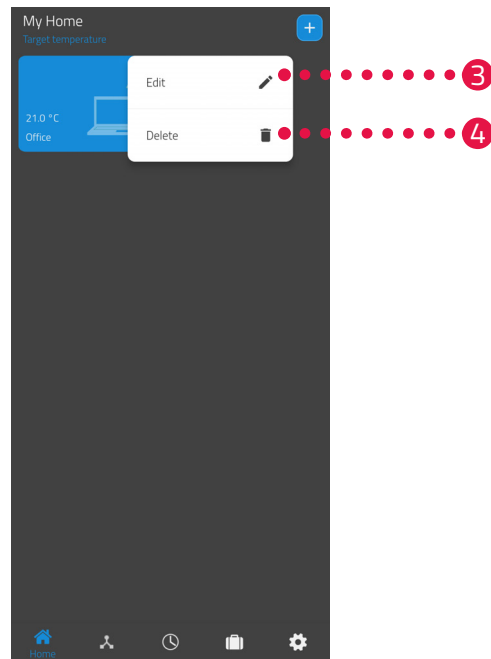 My Home
Target temperature
+
Edit
3
21.0 °C
Office
Delete
4
Home